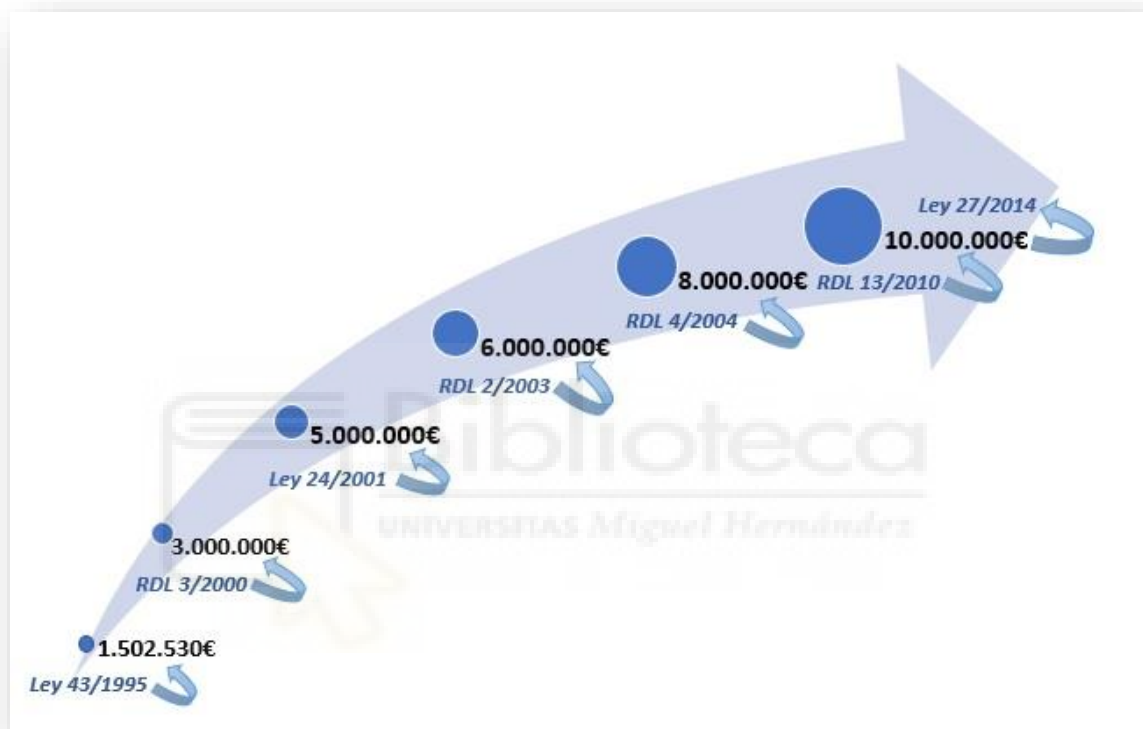 Ley 27/2014
10.000.000€
RDL 13/2010
8.000.000€
RDL 4/2004
6.000.000€
RDL 2/2003
5.000.000€
Ley 24/2001
3.000.000€
RDL 3/2000
1.502.530€
Ley 43/1995
Biblioteca
UNIVERSITAS Miguel Hernández